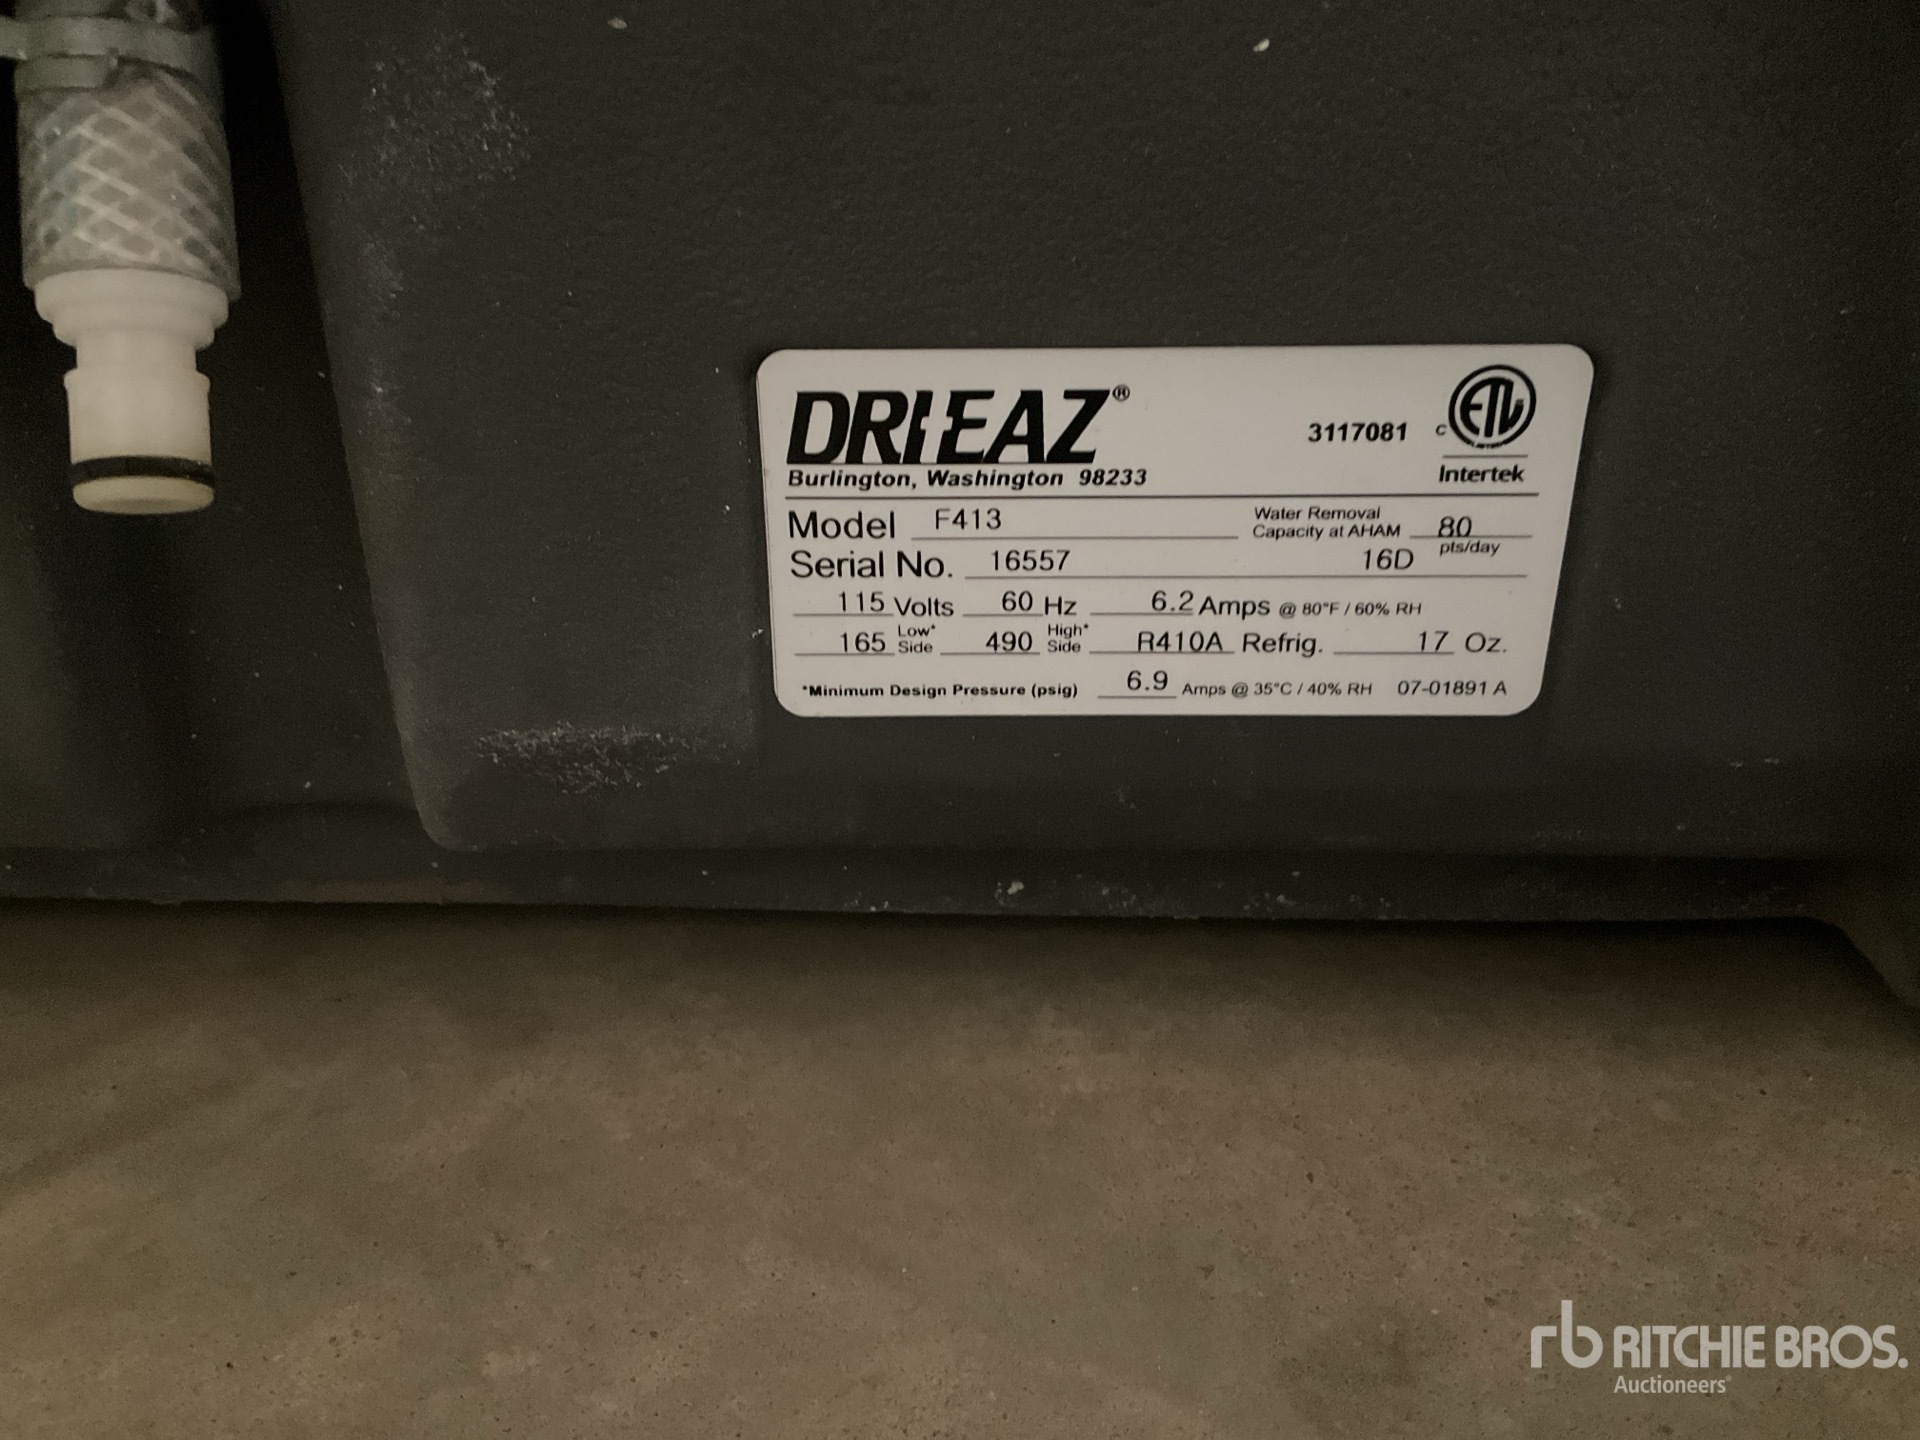 DRIEAZ®
Burlington, Washington 98233
3117081 C ETL
Intertek
Model F413 Water Removal Capacity at AHAM 80 pts/day
Serial No. 16557 16D
115 Volts 60 Hz 6.2 Amps @ 80°F / 60% RH
165 Low* Side 490 High* Side R410A Refrig. 17 Oz.
*Minimum Design Pressure (psig) 6.9 Amps @ 35°C / 40% RH 07-01891 A
rb RITCHIE BROS.
Auctioneers